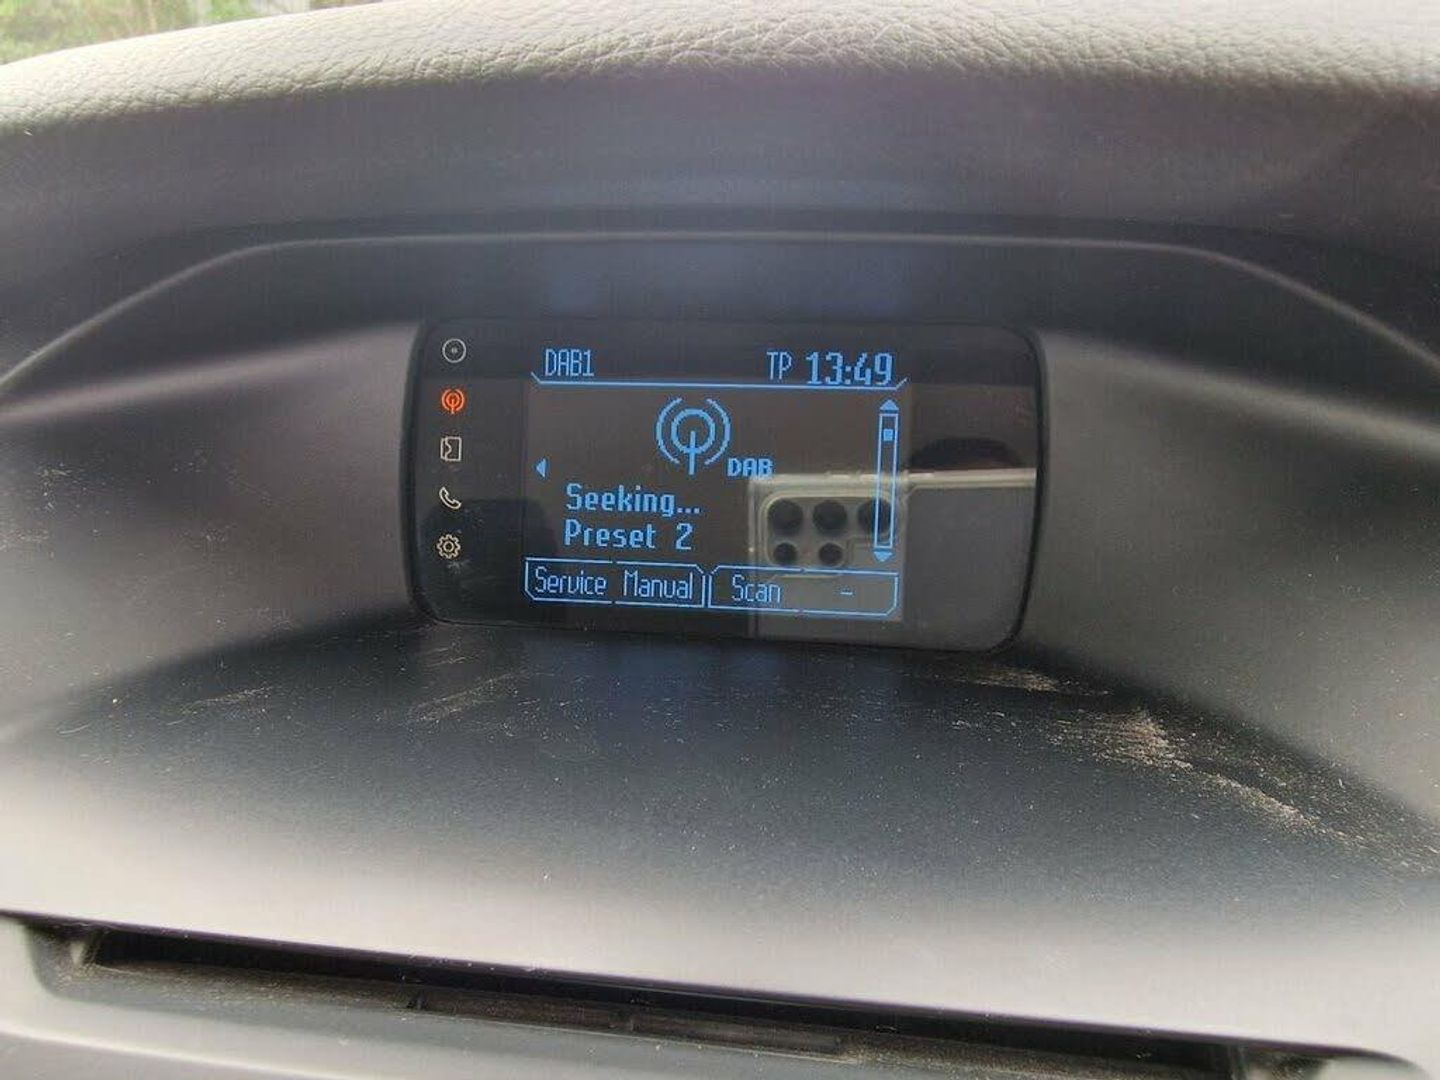 DAB1 TP 13:49
DAB
Seeking...
Preset 2
Service Manual Scan -